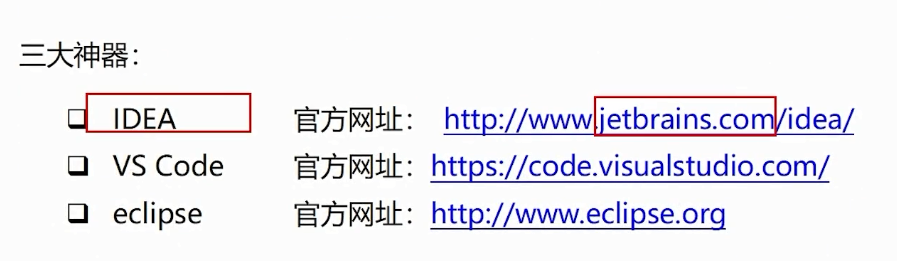 三大神器：
❑ IDEA 官方网址： http://www.jetbrains.com/idea/
❑ VS Code 官方网址：https://code.visualstudio.com/
❑ eclipse 官方网址：http://www.eclipse.org